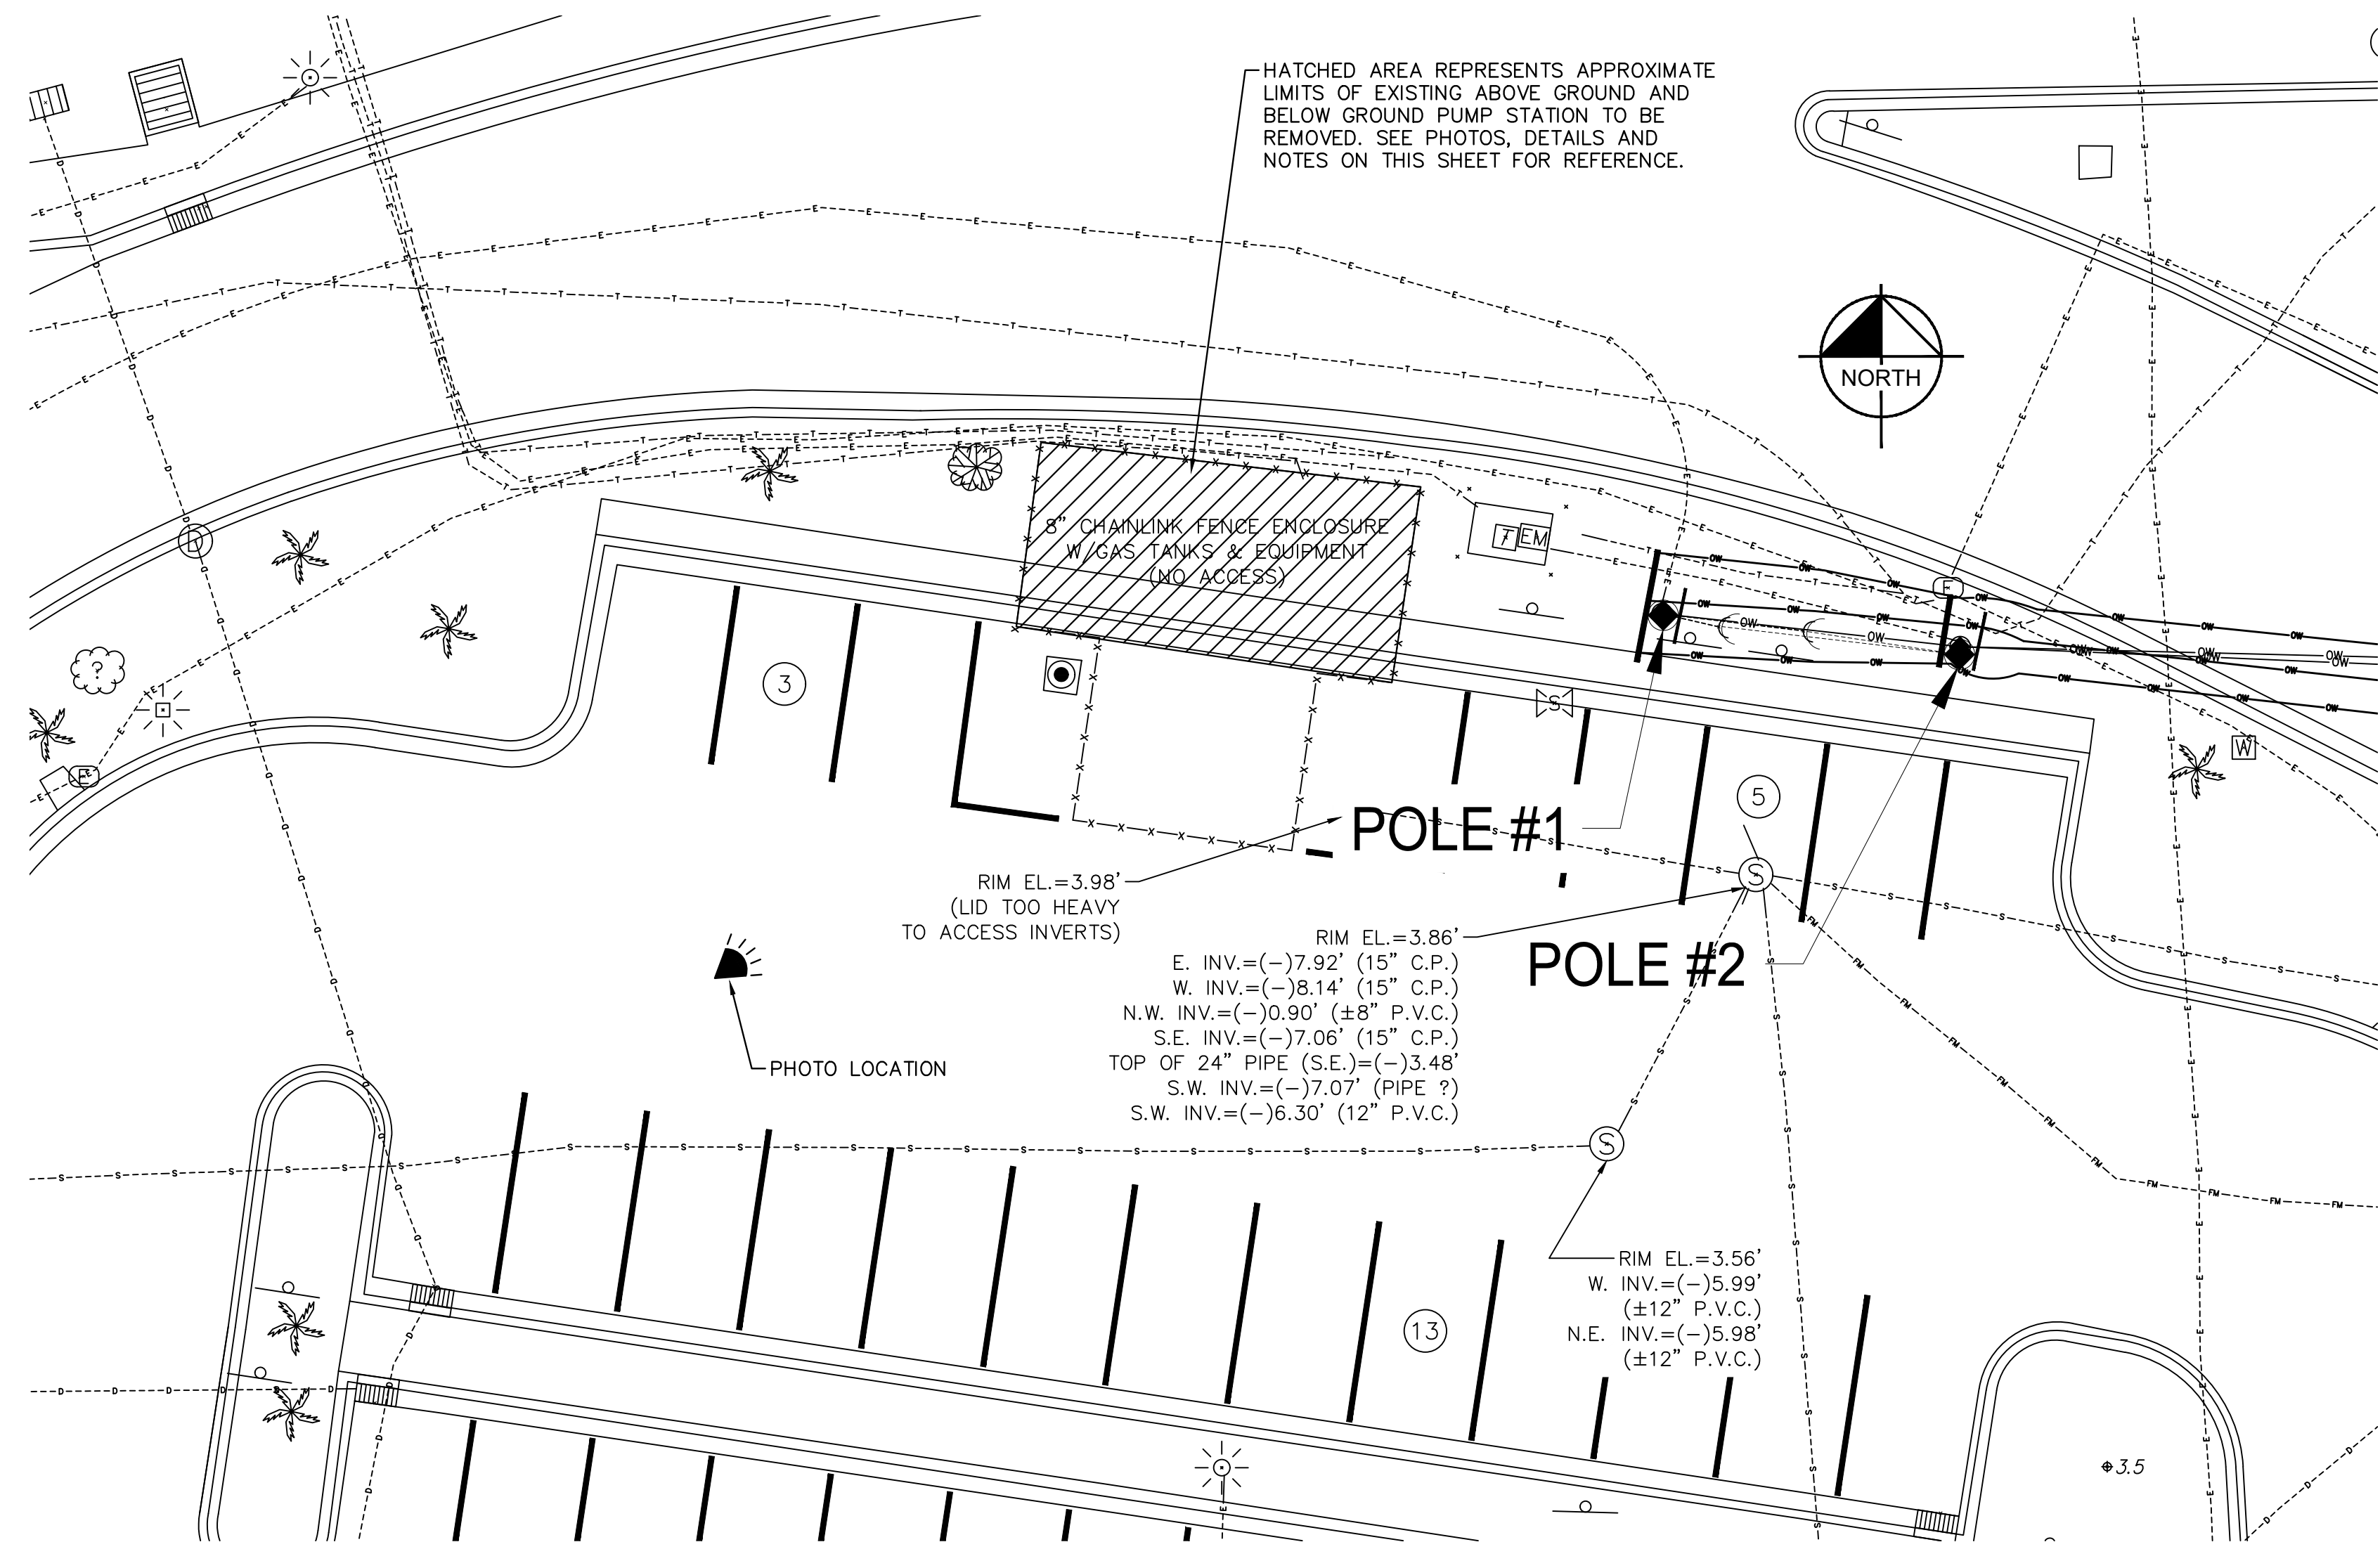 HATCHED AREA REPRESENTS APPROXIMATE
LIMITS OF EXISTING ABOVE GROUND AND
BELOW GROUND PUMP STATION TO BE
REMOVED. SEE PHOTOS, DETAILS AND
NOTES ON THIS SHEET FOR REFERENCE.
NORTH
8" CHAINLINK FENCE ENCLOSURE
W/GAS TANKS & EQUIPMENT
(NO ACCESS)
T
EM
E
D
?
3
S
W
E
5
POLE #1
RIM EL.=3.98'
(LID TOO HEAVY
TO ACCESS INVERTS)
S
POLE #2
RIM EL.=3.86'
E. INV.=(-)7.92' (15" C.P.)
W. INV.=(-)8.14' (15" C.P.)
N.W. INV.=(-)0.90' (±8" P.V.C.)
S.E. INV.=(-)7.06' (15" C.P.)
TOP OF 24" PIPE (S.E.)=(-)3.48'
S.W. INV.=(-)7.07' (PIPE ?)
S.W. INV.=(-)6.30' (12" P.V.C.)
PHOTO LOCATION
S
RIM EL.=3.56'
W. INV.=(-)5.99'
(±12" P.V.C.)
N.E. INV.=(-)5.98'
(±12" P.V.C.)
13
3.5